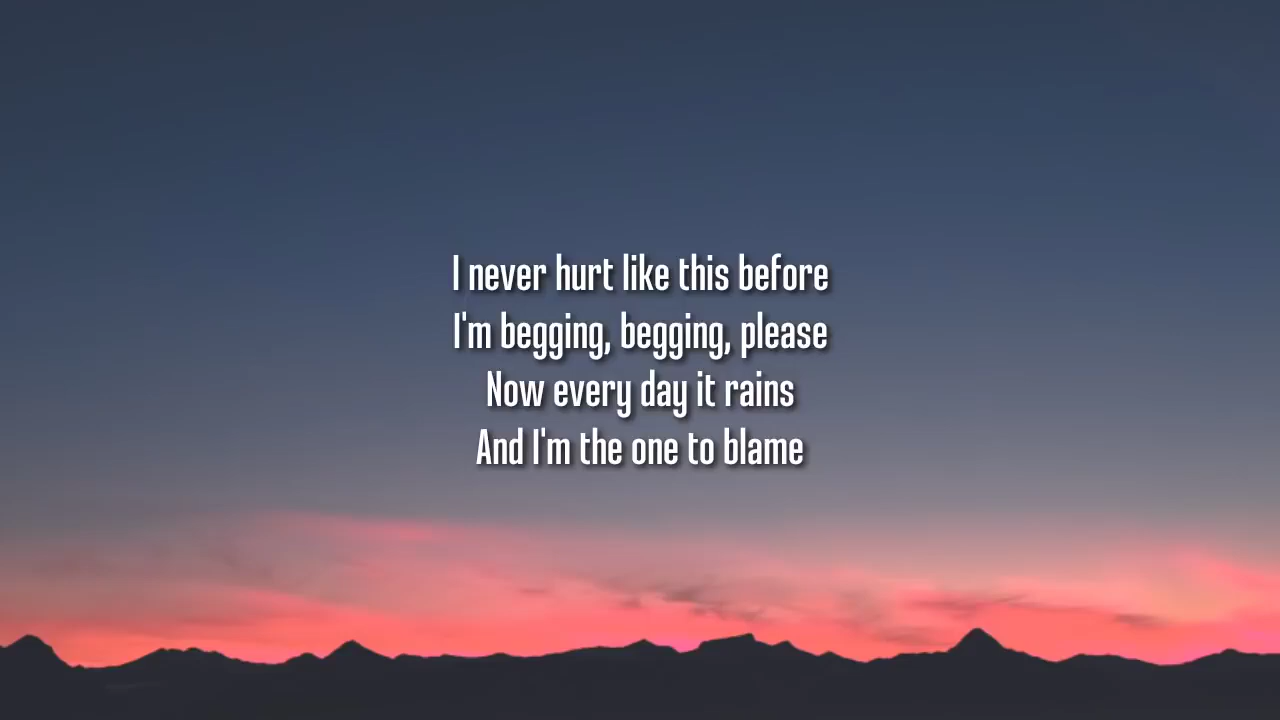 I never hurt like this before
I'm begging, begging, please
Now every day it rains
And I'm the one to blame